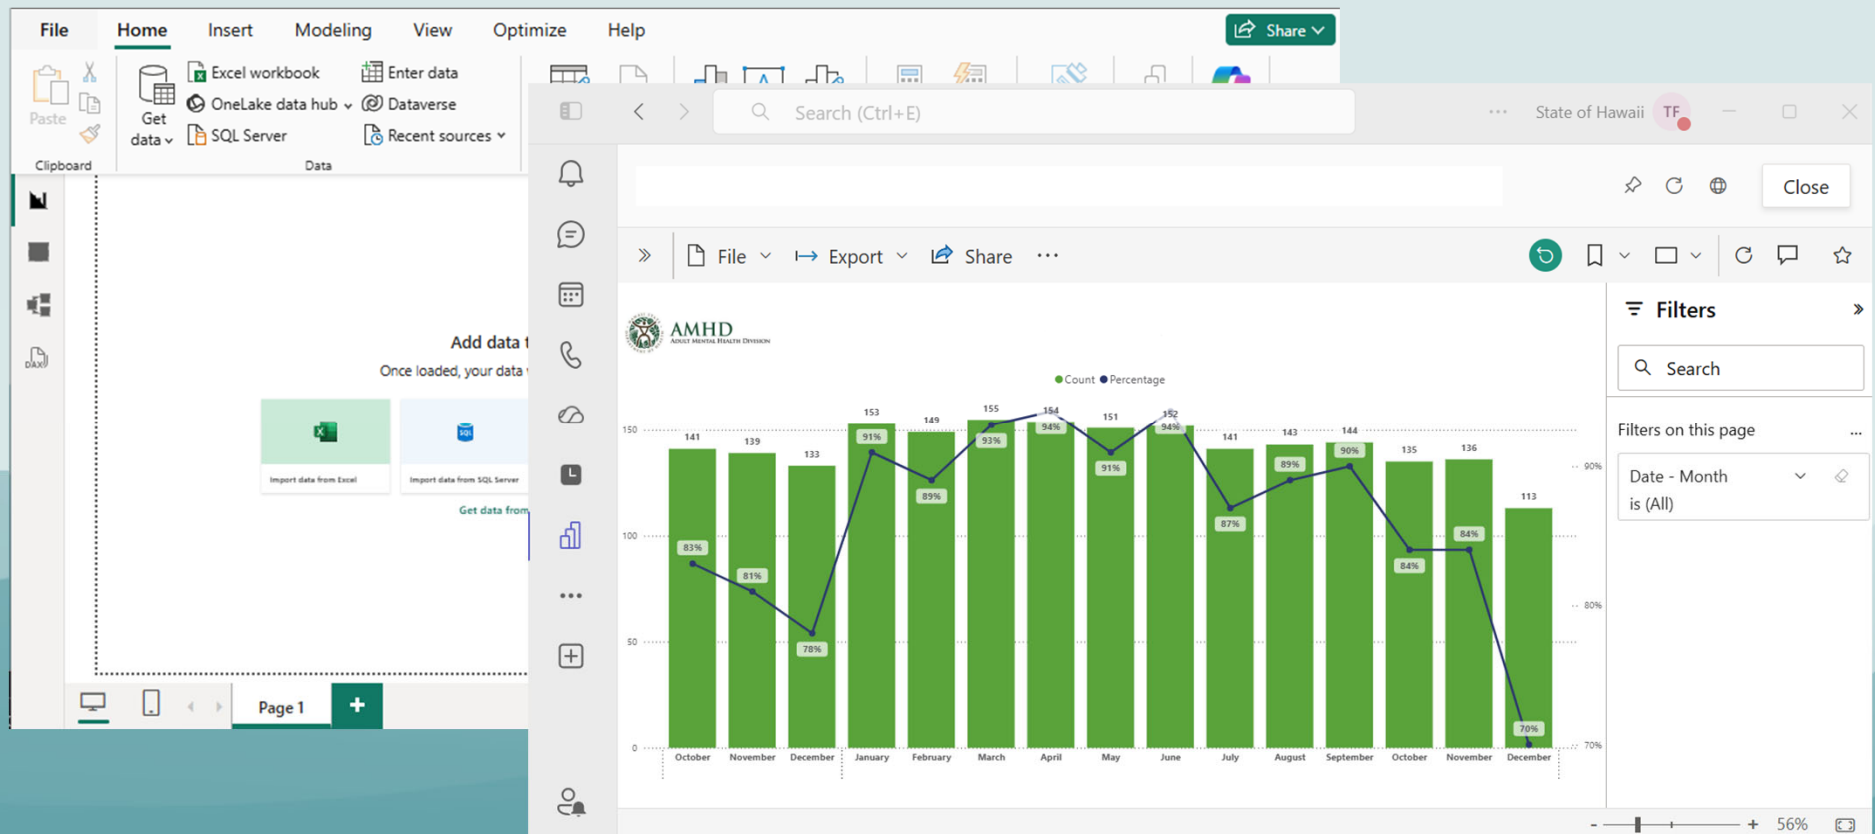 File Home Insert Modeling View Optimize Help Share
Paste
Clipboard
Get data
Excel workbook
OneLake data hub
SQL Server
Enter data
Dataverse
Recent sources
Data
DAX
Add data t
Once loaded, your data
Import data from Excel
SQL
Import data from SQL Server
Get data from
Page 1
+
Search (Ctrl+E)
State of Hawaii TF
Close
File Export Share
AMHD
ADULT MENTAL HEALTH DIVISION
Count Percentage
141 139 133 153 149 155 154 151 152 141 143 144 135 136 113
83% 81% 78% 91% 89% 93% 94% 91% 94% 87% 89% 90% 84% 84% 70%
150
100
50
0
90%
80%
70%
October November December January February March April May June July August September October November December
Filters
Search
Filters on this page
Date - Month
is (All)
- + 56%